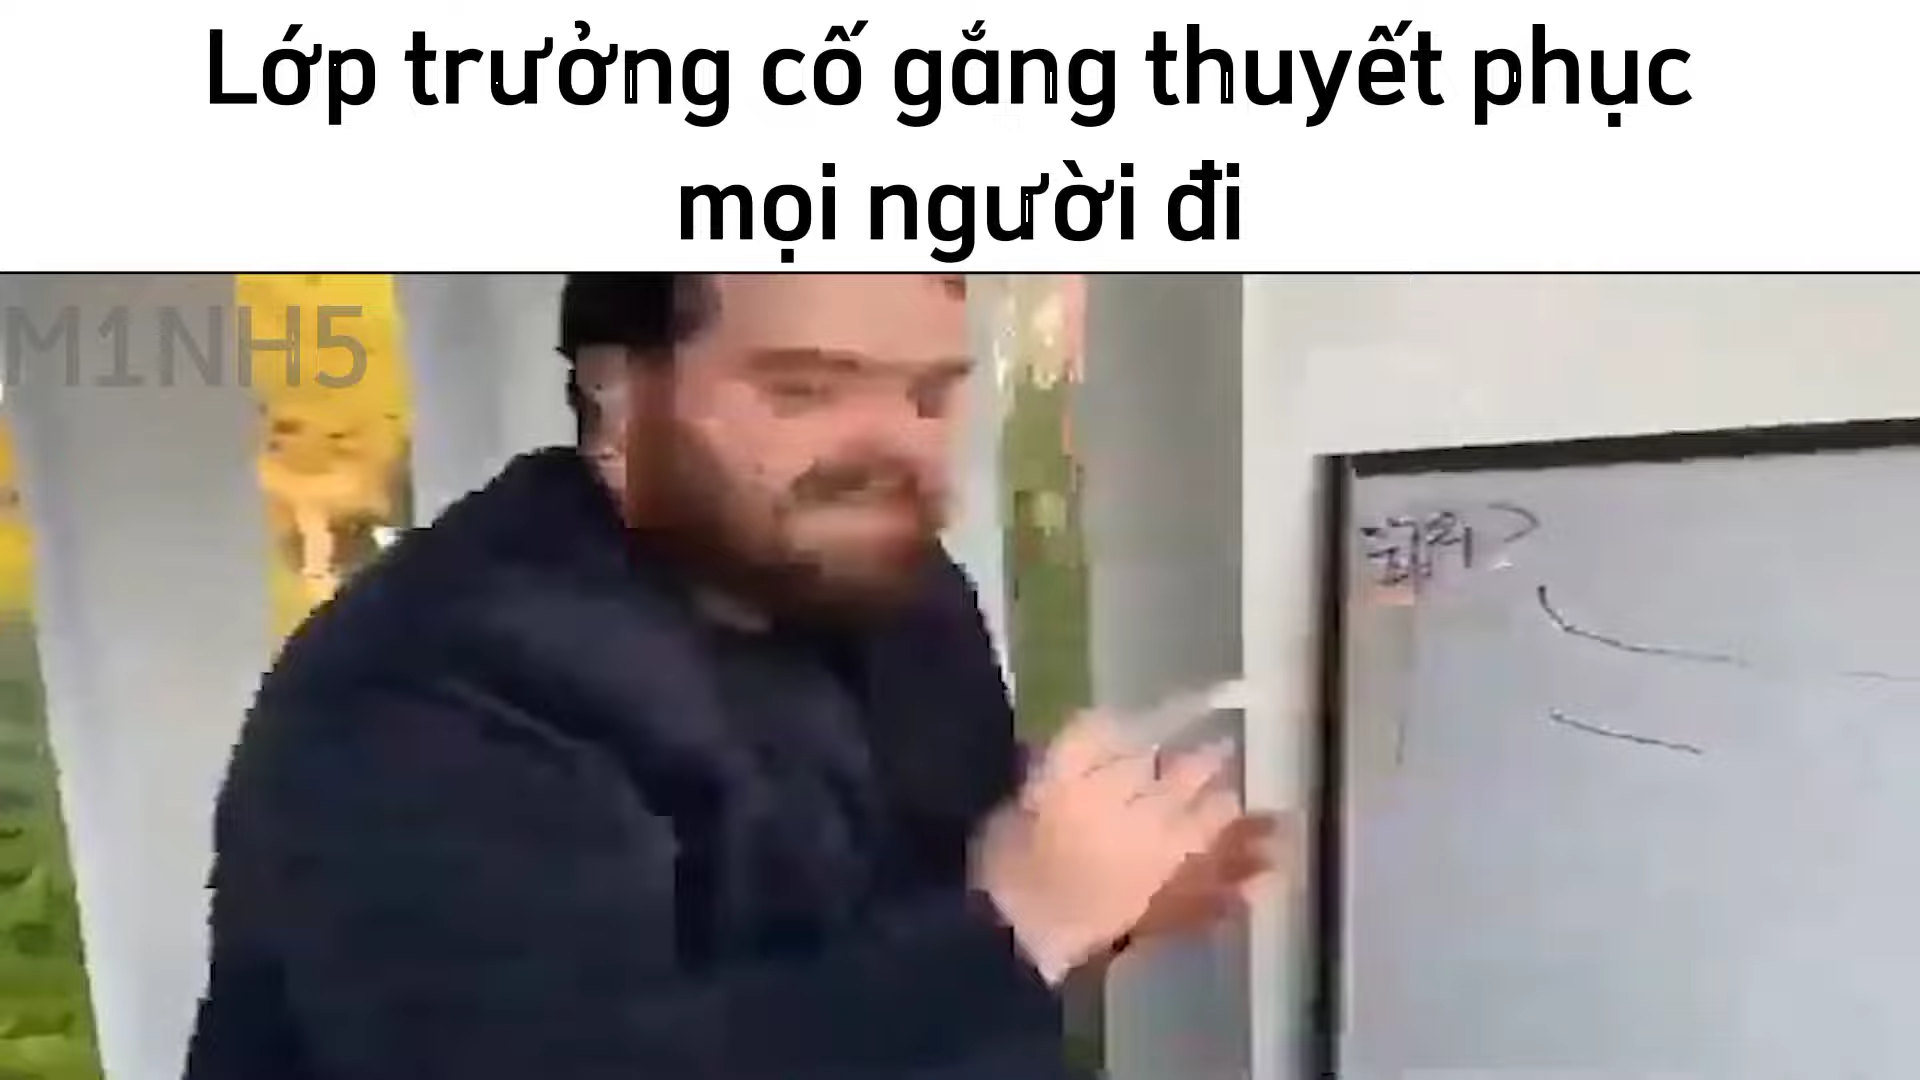 Lớp trưởng cố gắng thuyết phục
mọi người đi
M1NH5